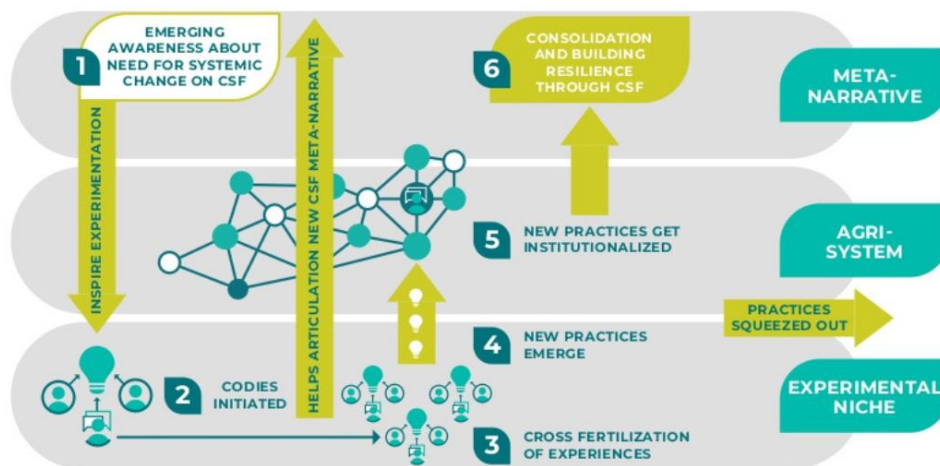 1
EMERGING
AWARENESS ABOUT
NEED FOR SYSTEMIC
CHANGE ON CSF
INSPIRE EXPERIMENTATION
HELPS ARTICULATION NEW CSF META-NARRATIVE
6
CONSOLIDATION
AND BUILDING
RESILIENCE
THROUGH CSF
META-
NARRATIVE
5
NEW PRACTICES GET
INSTITUTIONALIZED
AGRI-
SYSTEM
PRACTICES
SQUEEZED OUT
4
NEW PRACTICES
EMERGE
2
CODIES
INITIATED
3
CROSS FERTILIZATION
OF EXPERIENCES
EXPERIMENTAL
NICHE